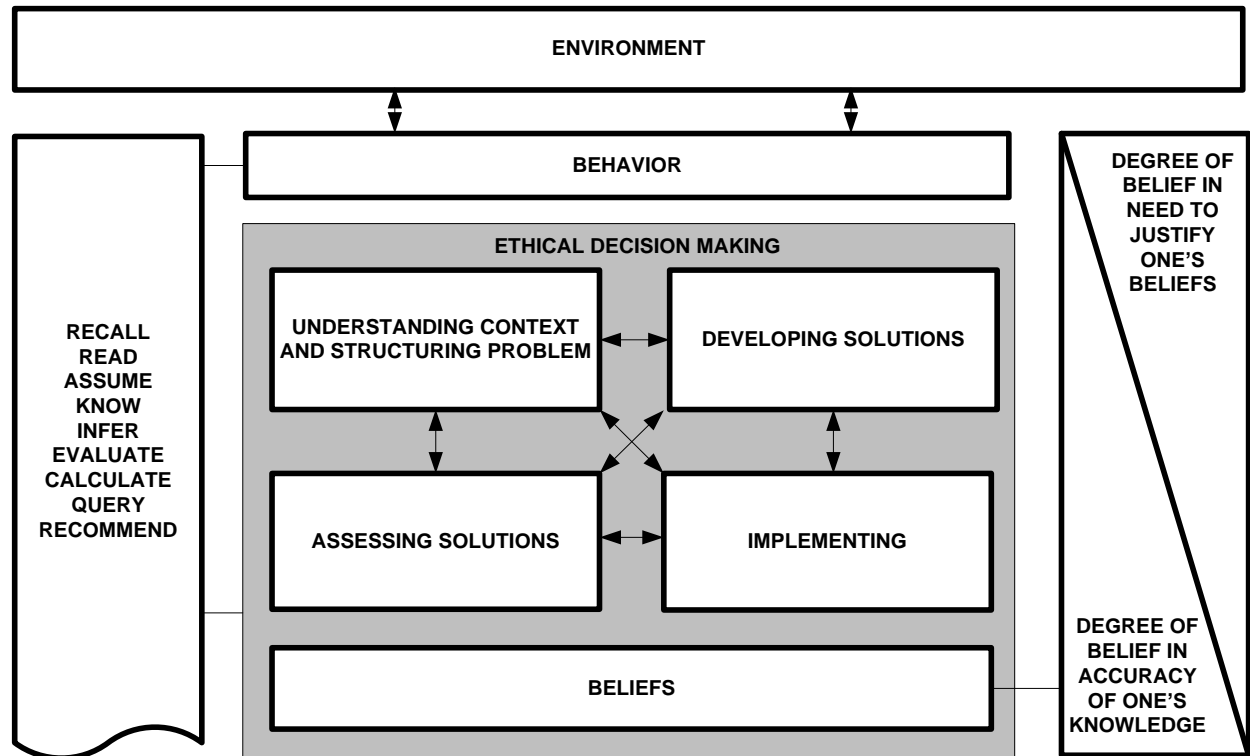 ENVIRONMENT
BEHAVIOR
RECALL
READ
ASSUME
KNOW
INFER
EVALUATE
CALCULATE
QUERY
RECOMMEND
ETHICAL DECISION MAKING
UNDERSTANDING CONTEXT
AND STRUCTURING PROBLEM
DEVELOPING SOLUTIONS
ASSESSING SOLUTIONS
IMPLEMENTING
BELIEFS
DEGREE OF
BELIEF IN
NEED TO
JUSTIFY
ONE'S
BELIEFS
DEGREE OF
BELIEF IN
ACCURACY
OF ONE'S
KNOWLEDGE